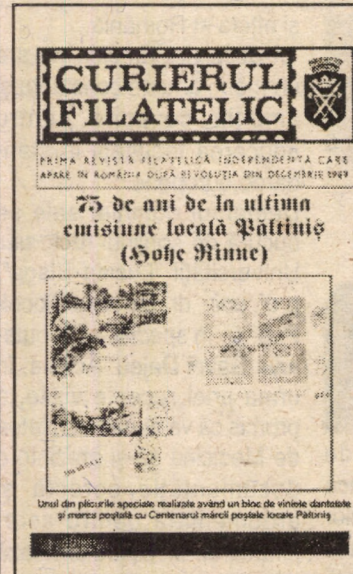 CURIERUL
FILATELIC
PRIMA REVISTĂ FILATELICĂ INDEPENDENTĂ CARE
APARE ÎN ROMÂNIA DUPĂ REVOLUȚIA DIN DECEMBRIE 1989
75 de ani de la ultima
emisiune locală Păltiniș
(Hohe Rinne)
Unul din plicurile speciale realizate având un bloc de viniete dantelate
și marca poștală cu Centenarul mărcii poștale locale Păltiniș